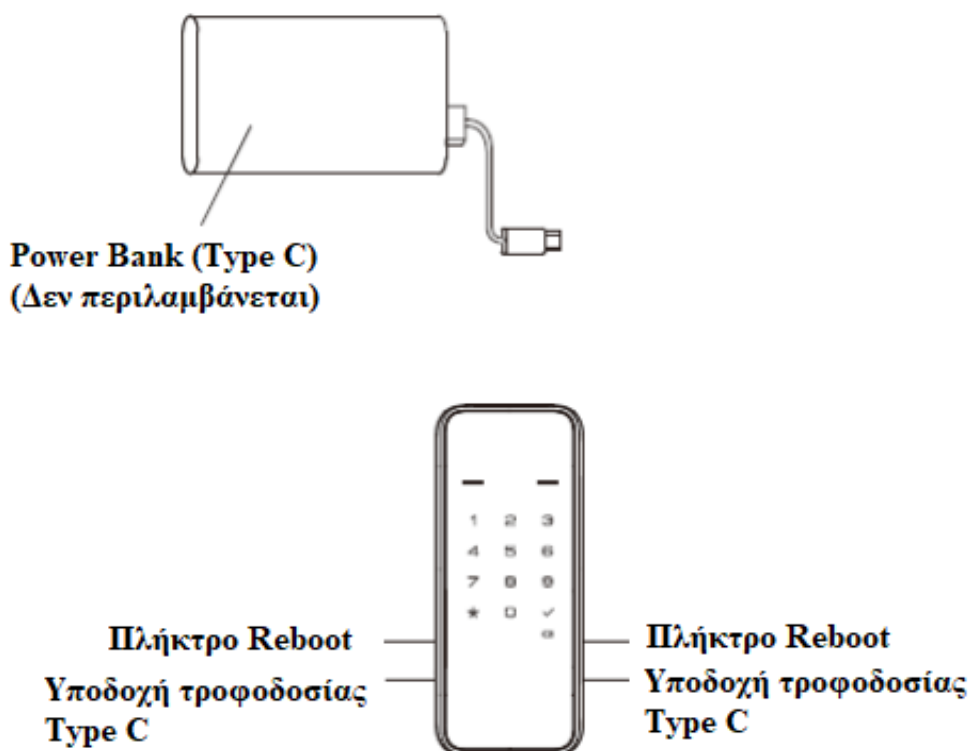 Power Bank (Type C)
(Δεν περιλαμβάνεται)
1 2 3
4 5 6
7 8 9
* 0 ✓
Πλήκτρο Reboot
Υποδοχή τροφοδοσίας
Type C
Πλήκτρο Reboot
Υποδοχή τροφοδοσίας
Type C